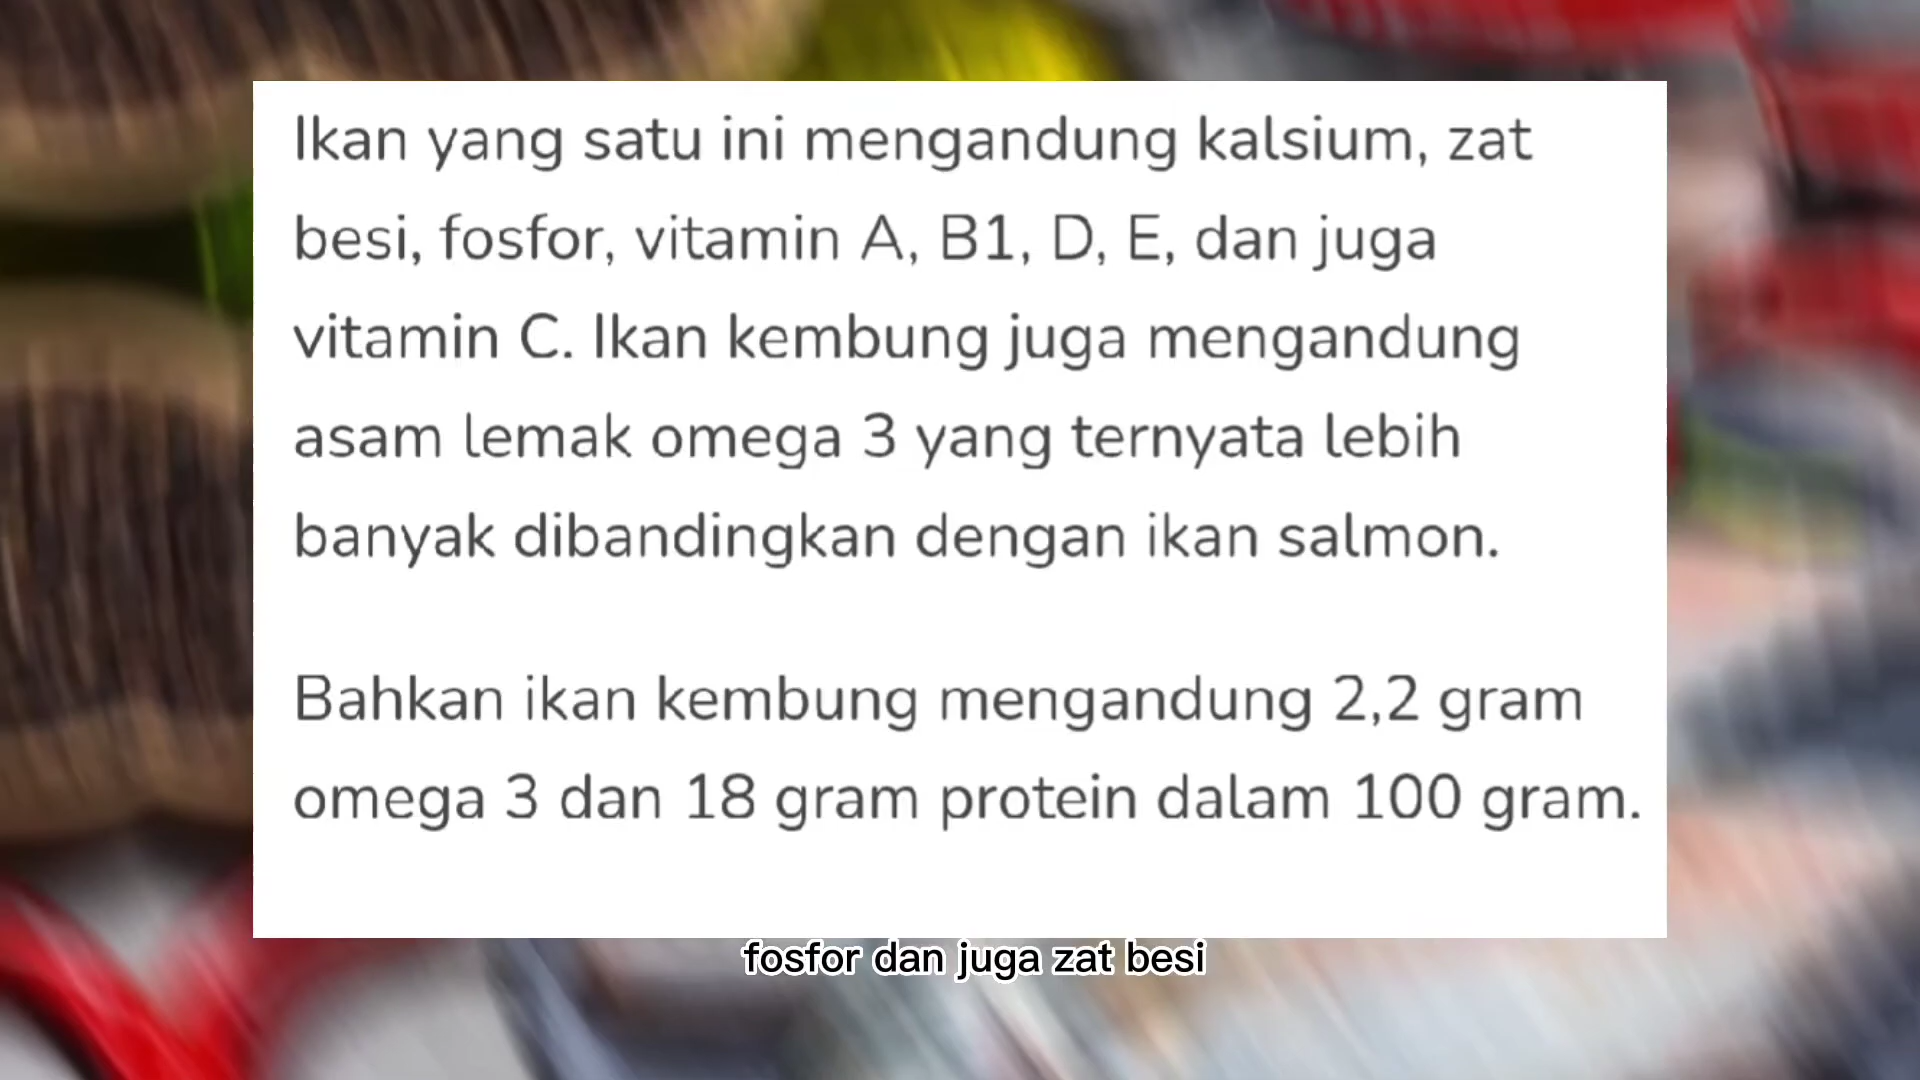 Ikan yang satu ini mengandung kalsium, zat
besi, fosfor, vitamin A, B1, D, E, dan juga
vitamin C. Ikan kembung juga mengandung
asam lemak omega 3 yang ternyata lebih
banyak dibandingkan dengan ikan salmon.
Bahkan ikan kembung mengandung 2,2 gram
omega 3 dan 18 gram protein dalam 100 gram.
fosfor dan juga zat besi